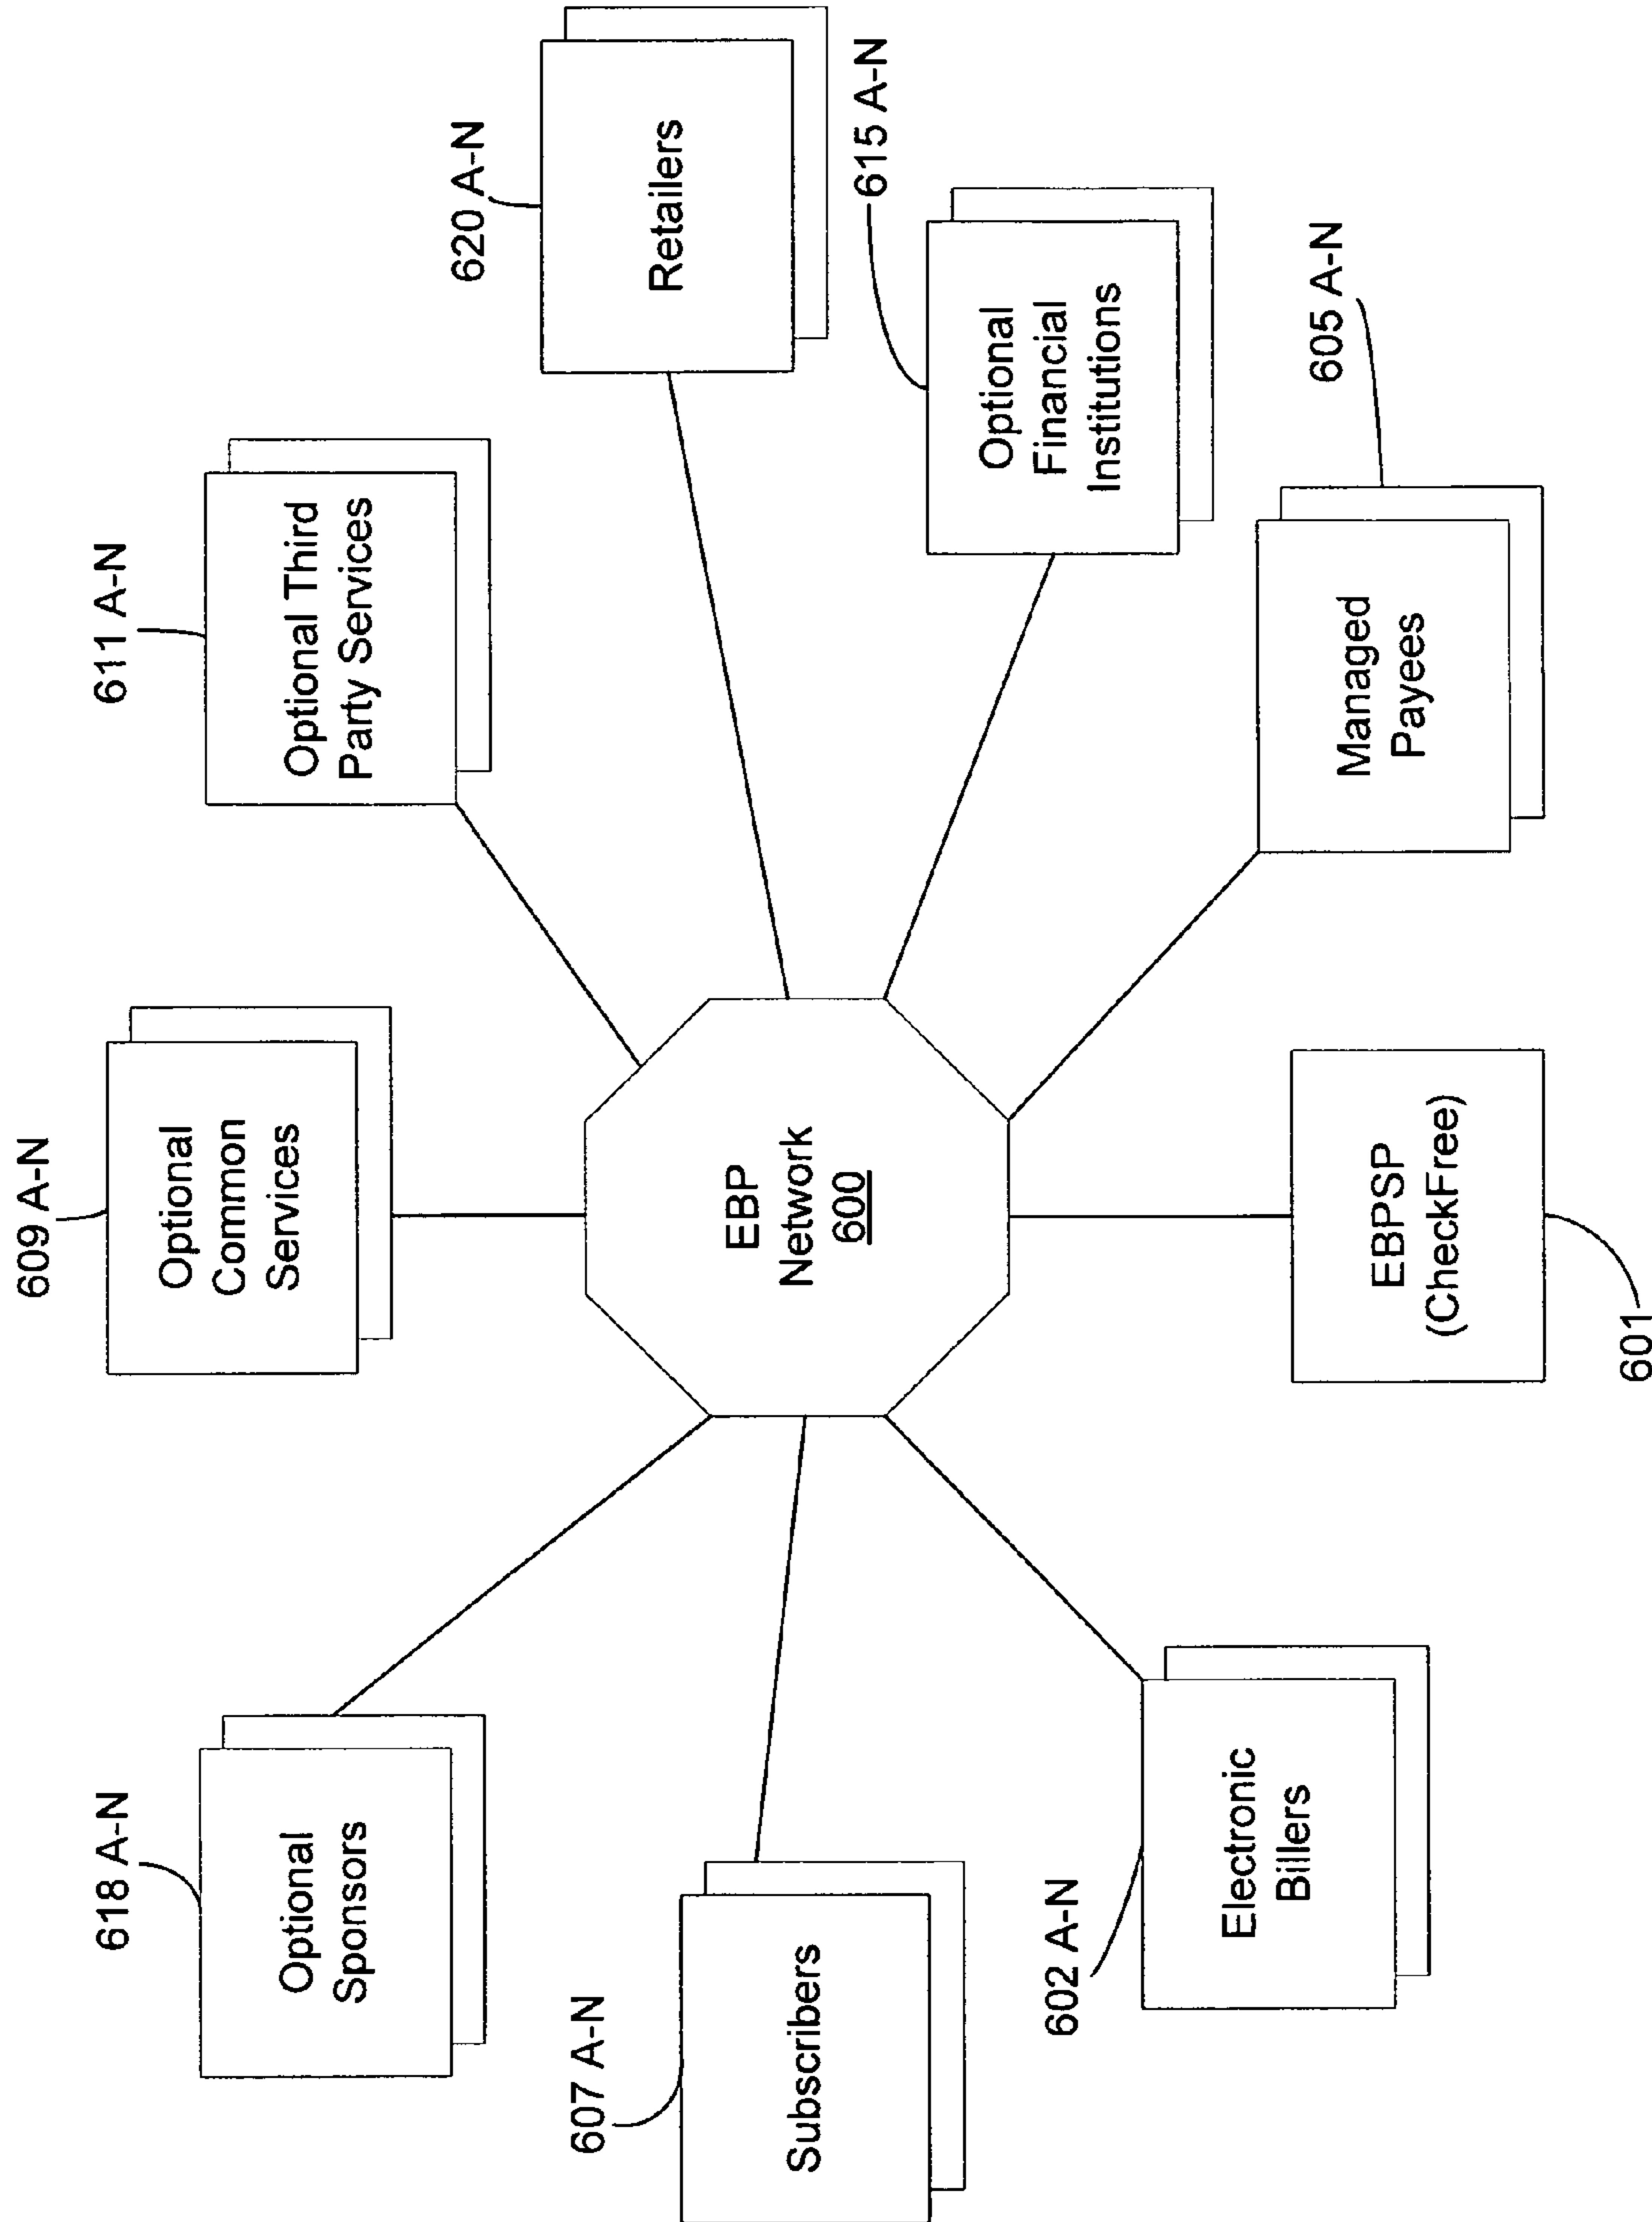 609 A-N
Optional
Common
Services
618 A-N
Optional
Sponsors
611 A-N
Optional Third
Party Services
620 A-N
Retailers
607 A-N
Subscribers
EBP
Network
600
615 A-N
Optional
Financial
Institutions
602 A-N
Electronic
Billers
605 A-N
Managed
Payees
EBPSP
(CheckFree)
601